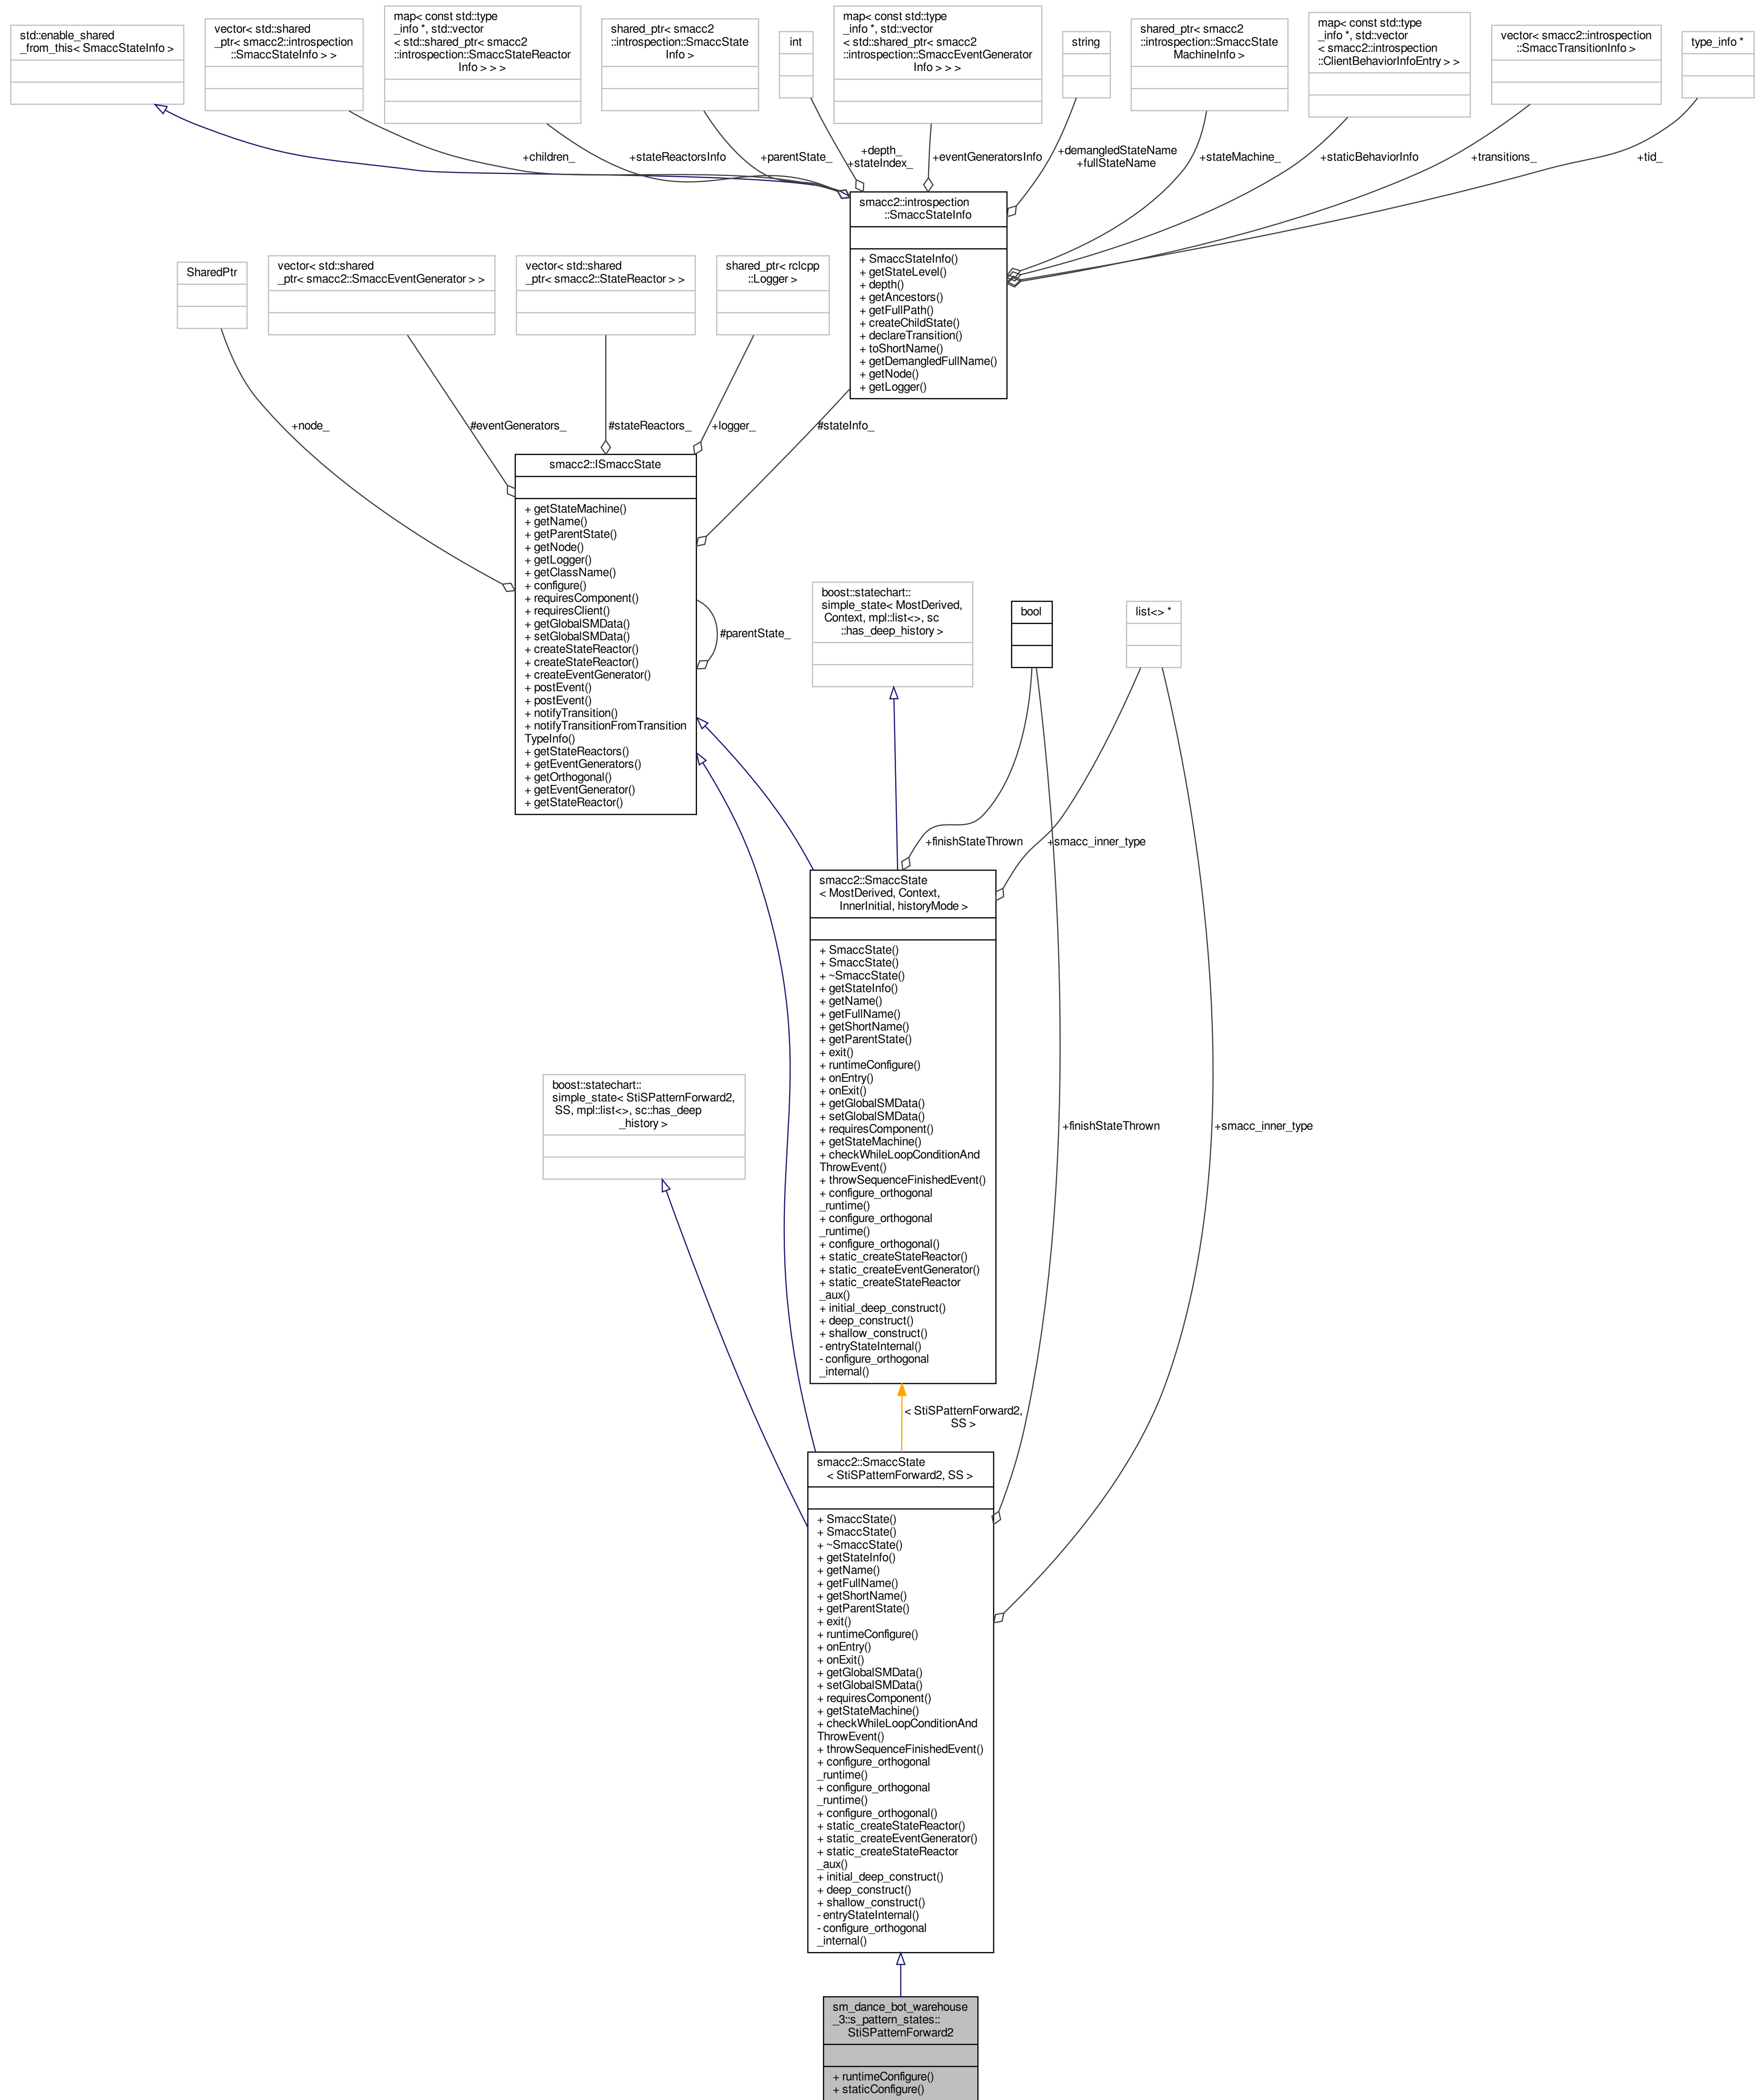 std::enable_shared
_from_this< SmaccStateInfo >
vector< std::shared
_ptr< smacc2::introspection
::SmaccStateInfo > >
map< const std::type
_info *, std::vector
< std::shared_ptr< smacc2
::introspection::SmaccStateReactor
Info > > >
shared_ptr< smacc2
::introspection::SmaccState
Info >
int
map< const std::type
_info *, std::vector
< std::shared_ptr< smacc2
::introspection::SmaccEventGenerator
Info > > >
string
shared_ptr< smacc2
::introspection::SmaccState
MachineInfo >
map< const std::type
_info *, std::vector
< smacc2::introspection
::ClientBehaviorInfoEntry > >
vector< smacc2::introspection
::SmaccTransitionInfo >
type_info *
+children_
+stateReactorsInfo
+parentState_
+depth_
+stateIndex_
+eventGeneratorsInfo
+demangledStateName
+fullStateName
+stateMachine_
+staticBehaviorInfo
+transitions_
+tid_
smacc2::introspection
::SmaccStateInfo
+ SmaccStateInfo()
+ getStateLevel()
+ depth()
+ getAncestors()
+ getFullPath()
+ createChildState()
+ declareTransition()
+ toShortName()
+ getDemangledFullName()
+ getNode()
+ getLogger()
SharedPtr
vector< std::shared
_ptr< smacc2::SmaccEventGenerator > >
vector< std::shared
_ptr< smacc2::StateReactor > >
shared_ptr< rclcpp
::Logger >
+node_
#eventGenerators_
#stateReactors_
+logger_
#stateInfo_
smacc2::ISmaccState
+ getStateMachine()
+ getName()
+ getParentState()
+ getNode()
+ getLogger()
+ getClassName()
+ configure()
+ requiresComponent()
+ requiresClient()
+ getGlobalSMData()
+ setGlobalSMData()
+ createStateReactor()
+ createStateReactor()
+ createEventGenerator()
+ postEvent()
+ postEvent()
+ notifyTransition()
+ notifyTransitionFromTransition
TypeInfo()
+ getStateReactors()
+ getEventGenerators()
+ getOrthogonal()
+ getEventGenerator()
+ getStateReactor()
#parentState_
boost::statechart::
simple_state< MostDerived,
Context, mpl::list<>, sc
::has_deep_history >
bool
list<> *
+finishStateThrown
+smacc_inner_type
smacc2::SmaccState
< MostDerived, Context,
InnerInitial, historyMode >
+ SmaccState()
+ SmaccState()
+ ~SmaccState()
+ getStateInfo()
+ getName()
+ getFullName()
+ getShortName()
+ getParentState()
+ exit()
+ runtimeConfigure()
+ onEntry()
+ onExit()
+ getGlobalSMData()
+ setGlobalSMData()
+ requiresComponent()
+ getStateMachine()
+ checkWhileLoopConditionAnd
ThrowEvent()
+ throwSequenceFinishedEvent()
+ configure_orthogonal
_runtime()
+ configure_orthogonal
_runtime()
+ configure_orthogonal()
+ static_createStateReactor()
+ static_createEventGenerator()
+ static_createStateReactor
_aux()
+ initial_deep_construct()
+ deep_construct()
+ shallow_construct()
- entryStateInternal()
- configure_orthogonal
_internal()
boost::statechart::
simple_state< StiSPatternForward2,
SS, mpl::list<>, sc::has_deep
_history >
+finishStateThrown
+smacc_inner_type
< StiSPatternForward2,
SS >
smacc2::SmaccState
< StiSPatternForward2, SS >
+ SmaccState()
+ SmaccState()
+ ~SmaccState()
+ getStateInfo()
+ getName()
+ getFullName()
+ getShortName()
+ getParentState()
+ exit()
+ runtimeConfigure()
+ onEntry()
+ onExit()
+ getGlobalSMData()
+ setGlobalSMData()
+ requiresComponent()
+ getStateMachine()
+ checkWhileLoopConditionAnd
ThrowEvent()
+ throwSequenceFinishedEvent()
+ configure_orthogonal
_runtime()
+ configure_orthogonal
_runtime()
+ configure_orthogonal()
+ static_createStateReactor()
+ static_createEventGenerator()
+ static_createStateReactor
_aux()
+ initial_deep_construct()
+ deep_construct()
+ shallow_construct()
- entryStateInternal()
- configure_orthogonal
_internal()
sm_dance_bot_warehouse
_3::s_pattern_states::
StiSPatternForward2
+ runtimeConfigure()
+ staticConfigure()